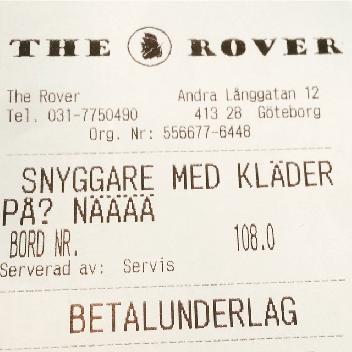 THE ROVER
The Rover Andra Långgatan 12
Tel. 031-7750490 413 28 Göteborg
Org. Nr: 556677-6448
SNYGGARE MED KLÄDER
PÅ? NÄÄÄÄ
BORD NR. 108.0
Serverad av: Servis
BETALUNDERLAG